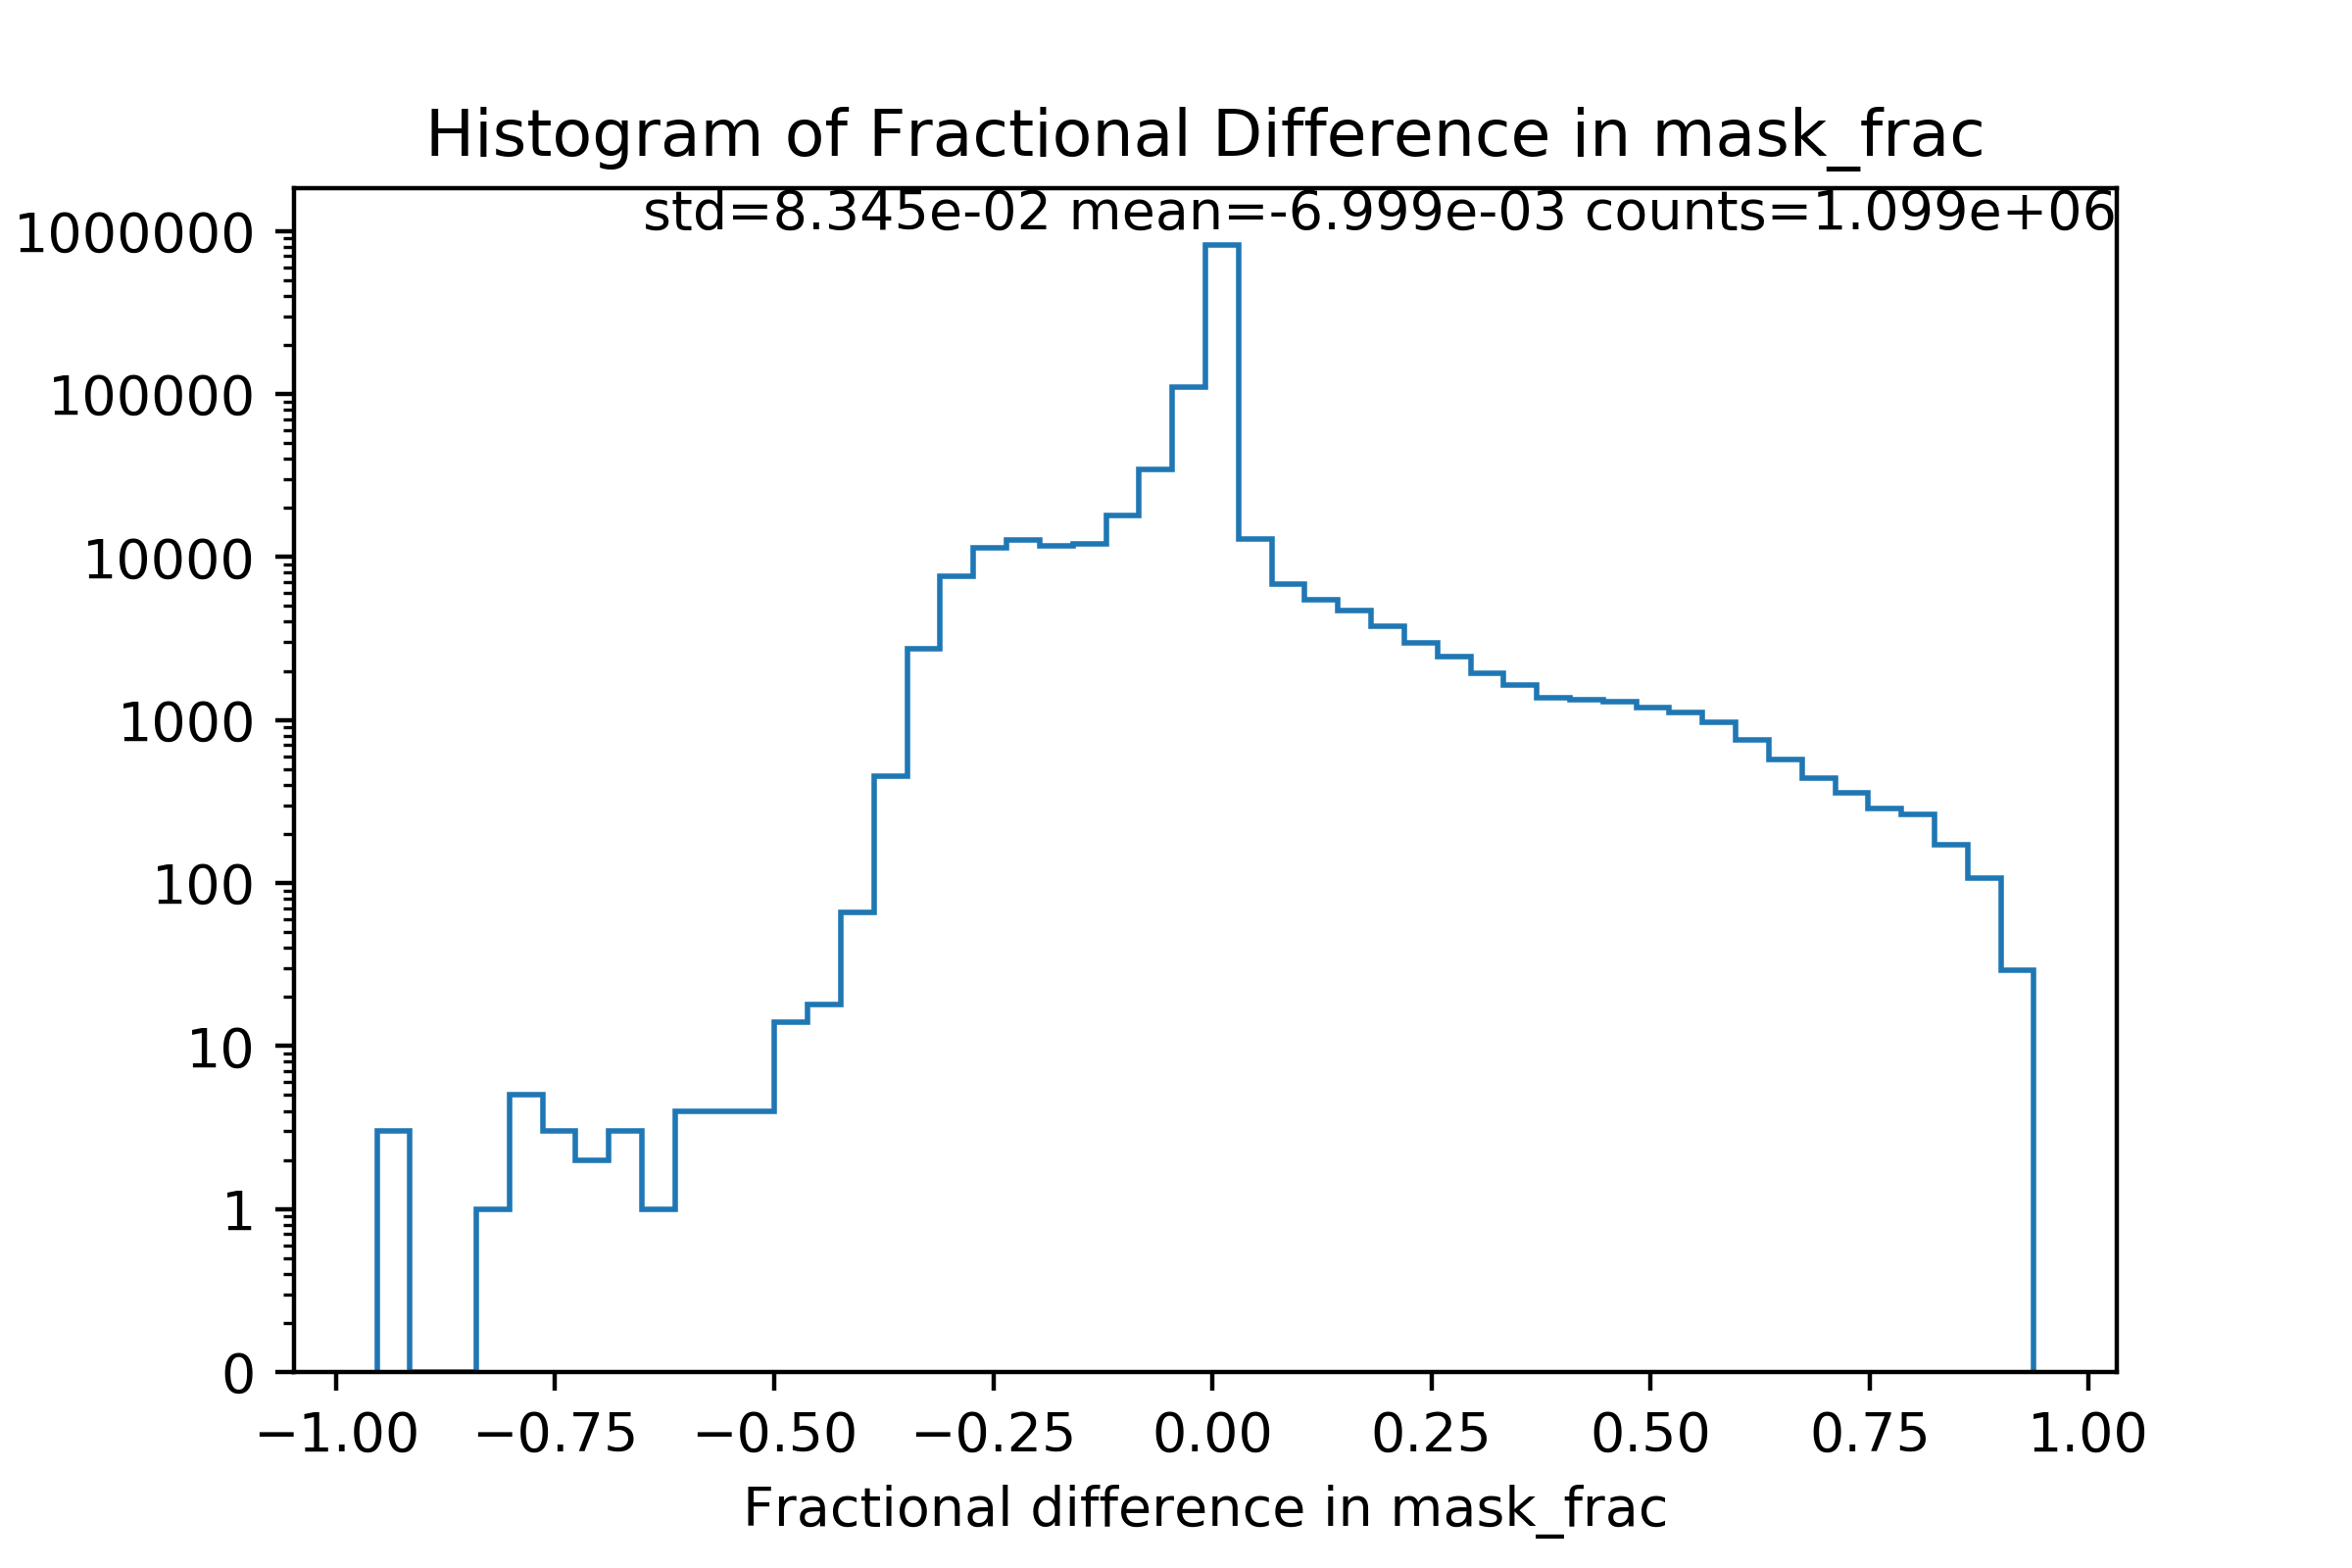 Histogram of Fractional Difference in mask_frac
std=8.345e-02 mean=-6.999e-03 counts=1.099e+06
1000000
100000
10000
1000
100
10
1
0
−1.00 −0.75 −0.50 −0.25 0.00 0.25 0.50 0.75 1.00
Fractional difference in mask_frac